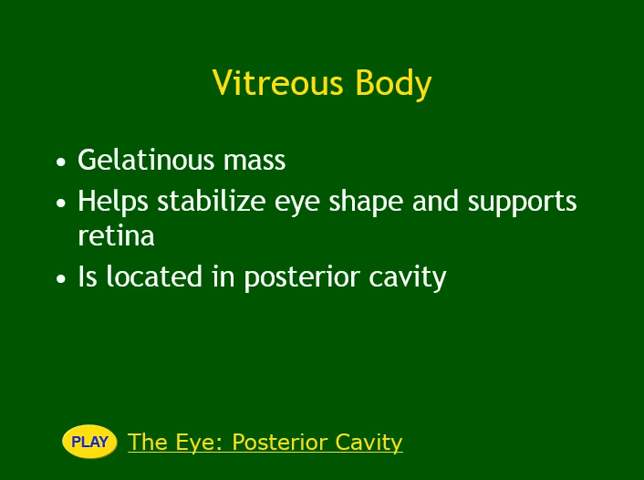 Vitreous Body
• Gelatinous mass
• Helps stabilize eye shape and supports
retina
• Is located in posterior cavity
PLAY The Eye: Posterior Cavity